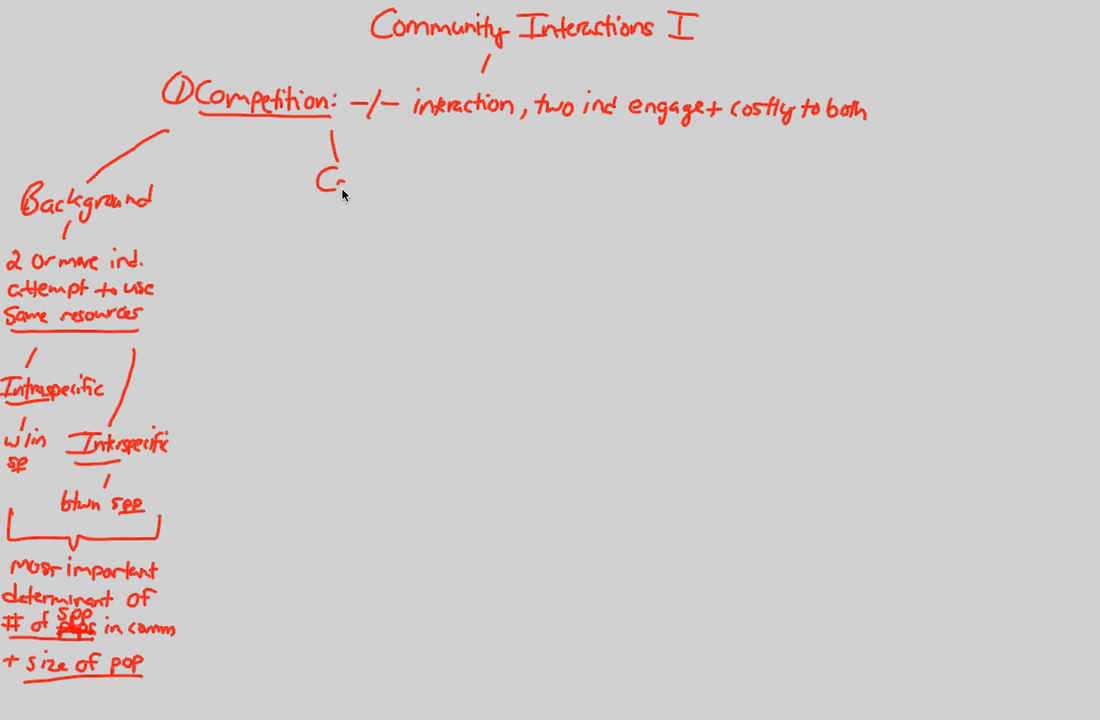 Community Interactions I
① Competition: -/- interaction, two ind engage + costly to both
C
Background
2 or more ind.
attempt to use
same resources
Intraspecific
w/in
sp
Interspecific
btwn spp
most important
determinant of
# of spp in comm
+ size of pop